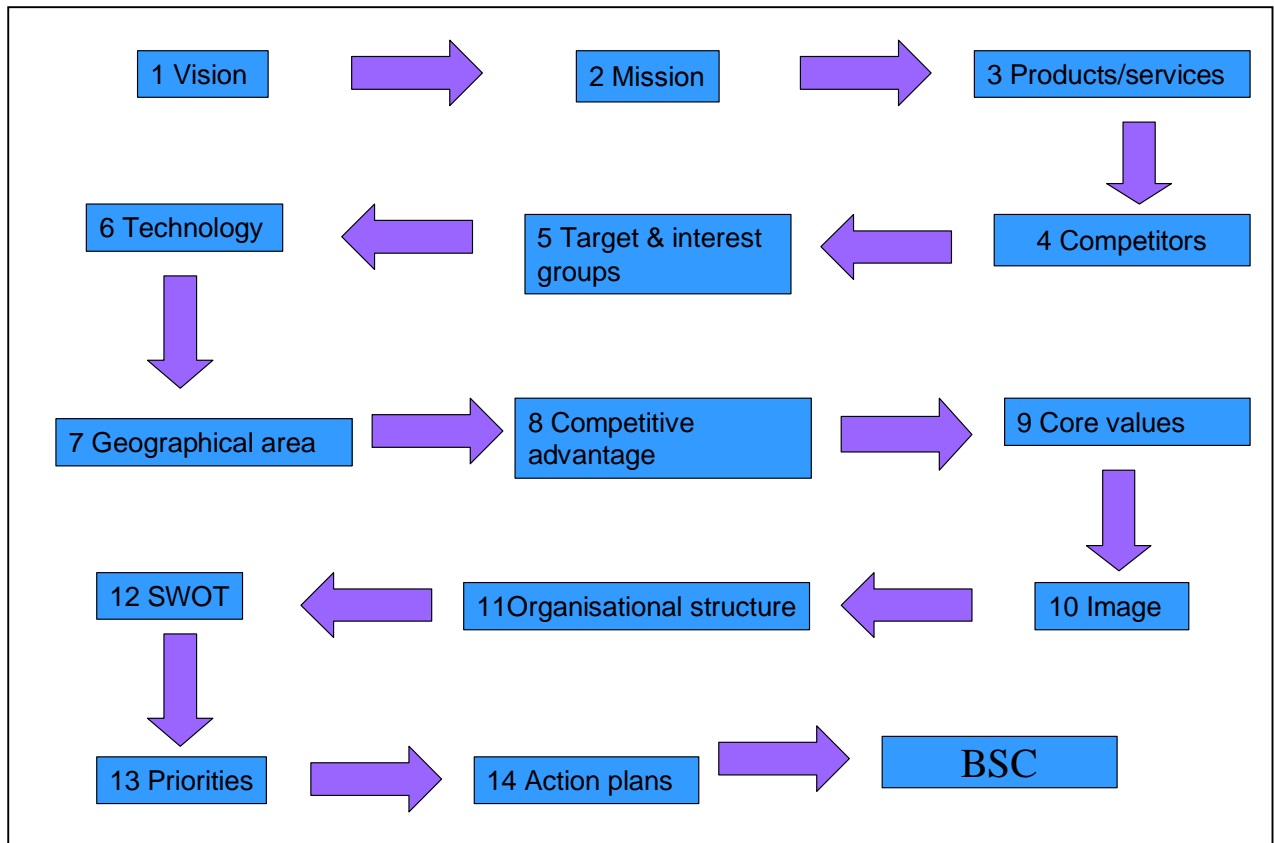 1 Vision
2 Mission
3 Products/services
4 Competitors
5 Target & interest
groups
6 Technology
7 Geographical area
8 Competitive
advantage
9 Core values
10 Image
11Organisational structure
12 SWOT
13 Priorities
14 Action plans
BSC